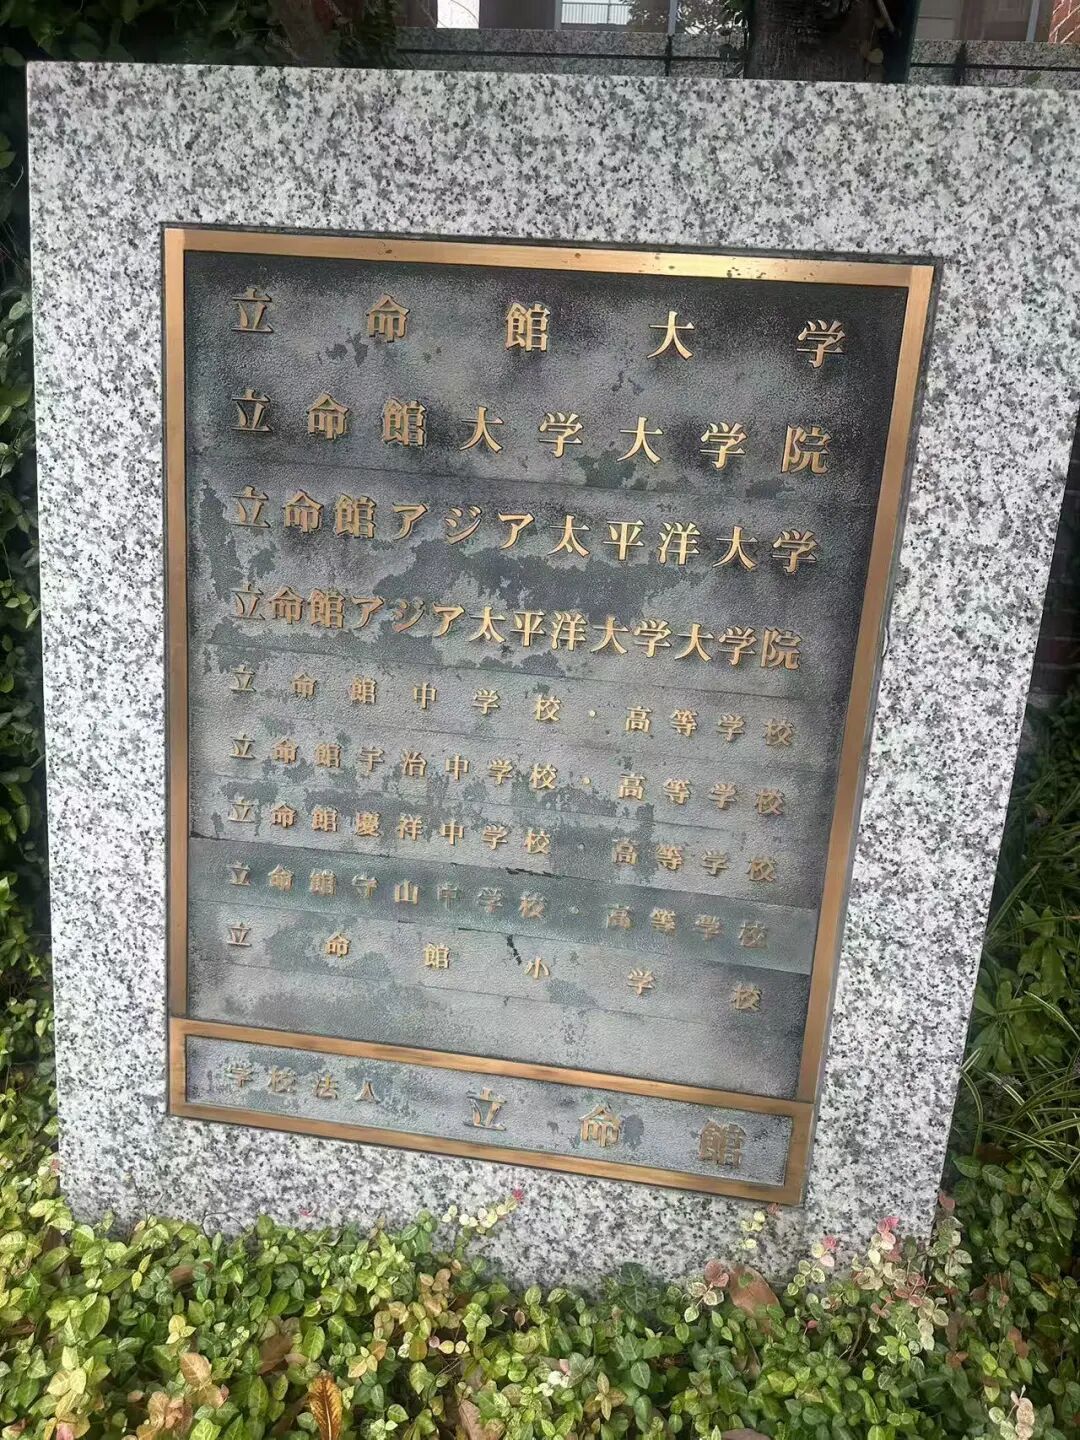 立命館大学
立命館大学大学院
立命館アジア太平洋大学
立命館アジア太平洋大学大学院
立命館中学校・高等学校
立命館宇治中学校・高等学校
立命館慶祥中学校・高等学校
立命館守山中学校・高等学校
立命館小学校
学校法人 立命館